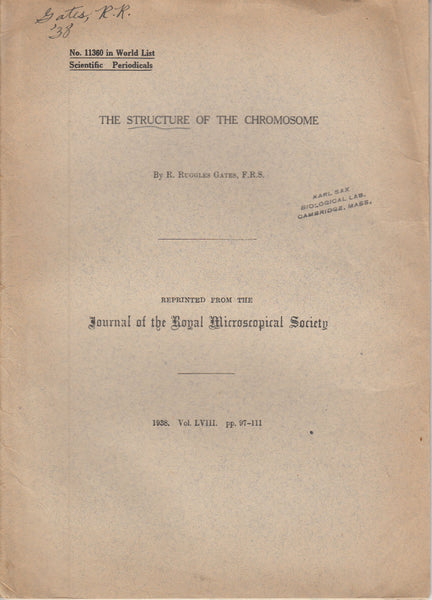 Gates, R.R.
'38
No. 11360 in World List
Scientific Periodicals
THE STRUCTURE OF THE CHROMOSOME
By R. RUGGLES GATES, F.R.S.
KARL SAX
BIOLOGICAL LAB.
CAMBRIDGE, MASS.
REPRINTED FROM THE
Journal of the Royal Microscopical Society
1938. Vol. LVIII. pp. 97–111